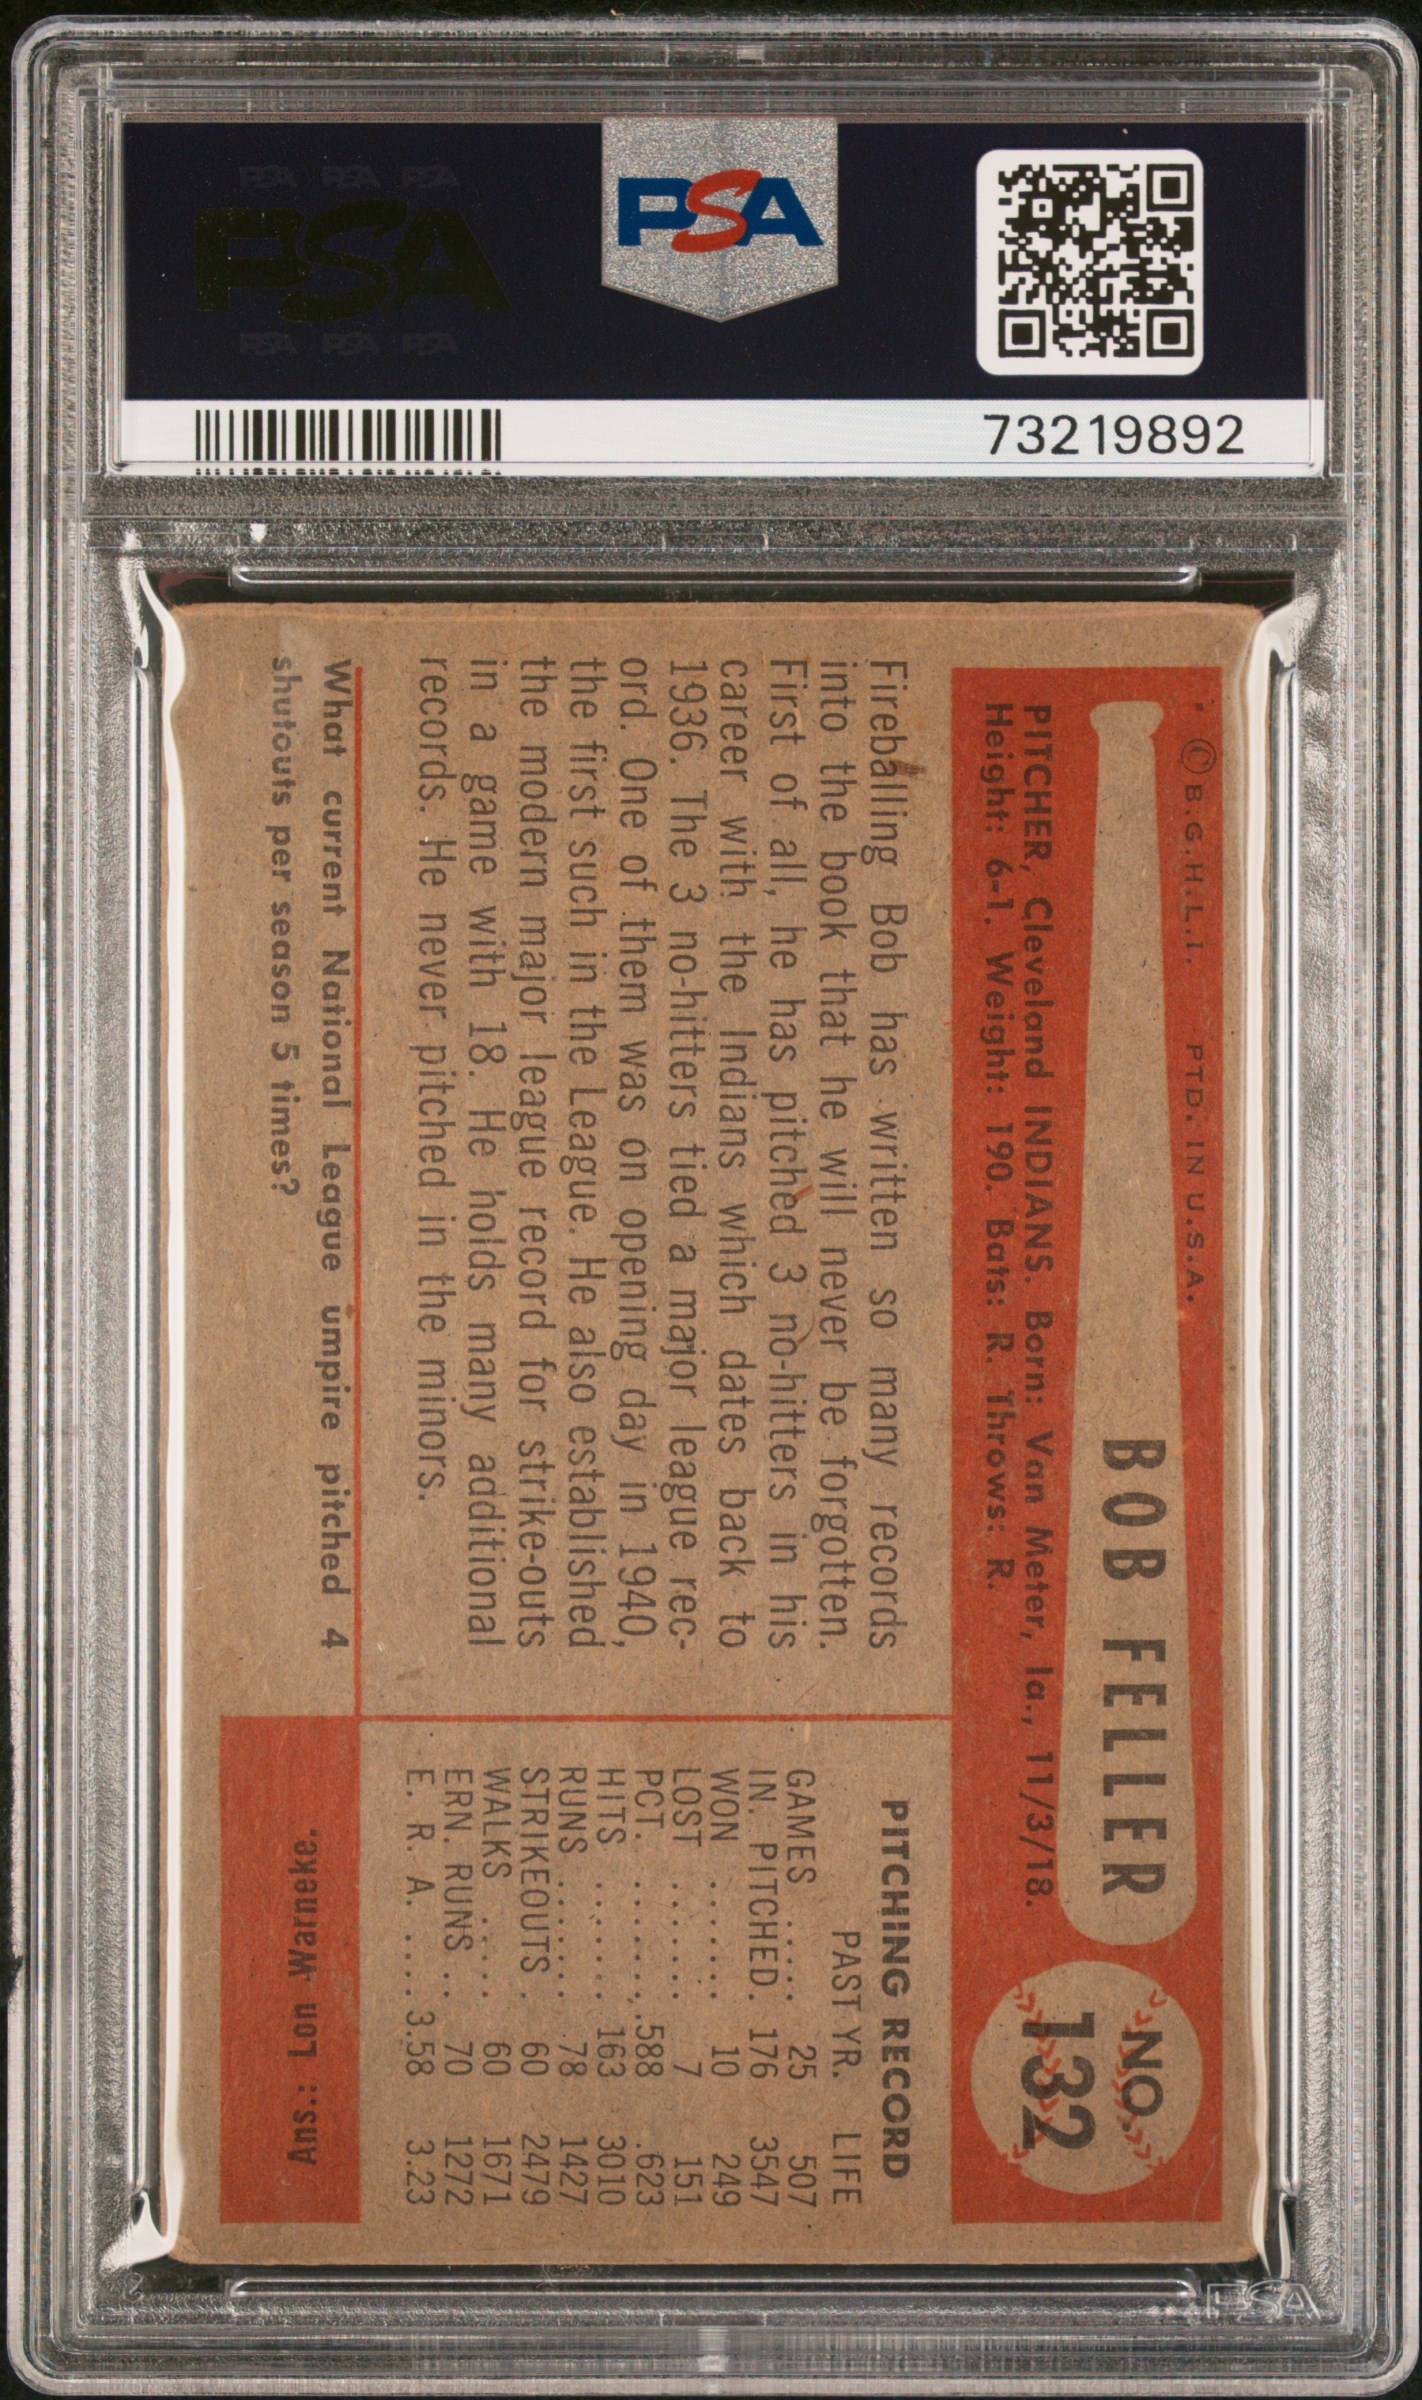 PSA PSA PSA
PSA
PSA PSA PSA
PSA
73219892
© B.G.H.L.I. PTD. IN U.S.A.
BOB FELLER
NO.
132
PITCHER, Cleveland INDIANS. Born: Van Meter, Ia., 11/3/18.
Height: 6-1. Weight: 190. Bats: R. Throws: R.
Fireballing Bob has written so many records
into the book that he will never be forgotten.
First of all, he has pitched 3 no-hitters in his
career with the Indians which dates back to
1936. The 3 no-hitters tied a major league rec-
ord. One of them was on opening day in 1940,
the first such in the League. He also established
the modern major league record for strike-outs
in a game with 18. He holds many additional
records. He never pitched in the minors.
PITCHING RECORD
PAST YR. LIFE
GAMES ..... 25 507
IN. PITCHED. 176 3547
WON ....... 10 249
LOST ....... 7 151
PCT. ....... .588 .623
HITS ....... 163 3010
RUNS ....... 78 1427
STRIKEOUTS . 60 2479
WALKS ..... 60 1671
ERN. RUNS .. 70 1272
E. R. A. .... 3.58 3.23
What current National League umpire pitched 4
shutouts per season 5 times?
Ans.: Lon Warneke.
PSA